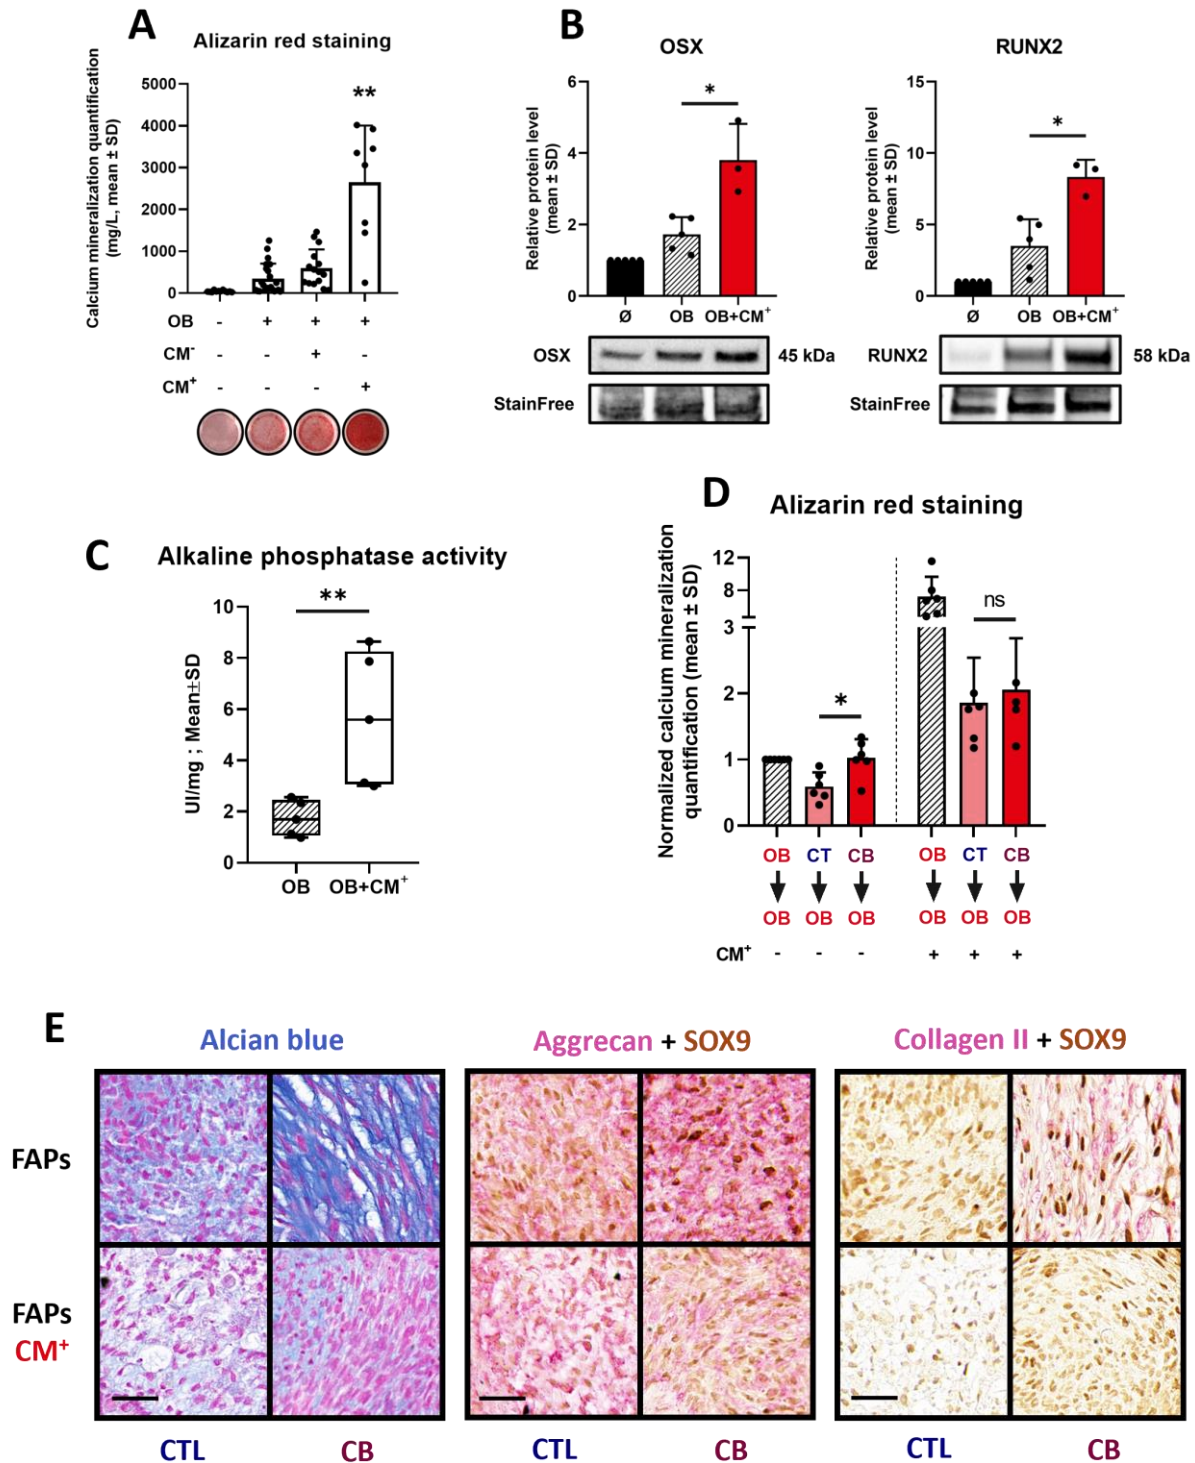 A
Alizarin red staining
Calcium mineralization quantification
(mg/L, mean ± SD)
5000
4000
3000
2000
1000
0
**
OB - + + +
CM- - - + -
CM+ - - - +
B
OSX
Relative protein level
(mean ± SD)
6
4
2
0
*
Ø OB OB+CM+
OSX 45 kDa
StainFree
RUNX2
Relative protein level
(mean ± SD)
15
10
5
0
*
Ø OB OB+CM+
RUNX2 58 kDa
StainFree
C
Alkaline phosphatase activity
UI/mg ; Mean±SD
10
8
6
4
2
0
**
OB OB+CM+
D
Alizarin red staining
Normalized calcium mineralization
quantification (mean ± SD)
12
8
3
2
1
0
*
ns
OB CT CB OB CT CB
OB OB OB OB OB OB
CM+ - - - + + +
E
Alcian blue
Aggrecan + SOX9
Collagen II + SOX9
FAPs
FAPs
CM+
CTL CB CTL CB CTL CB